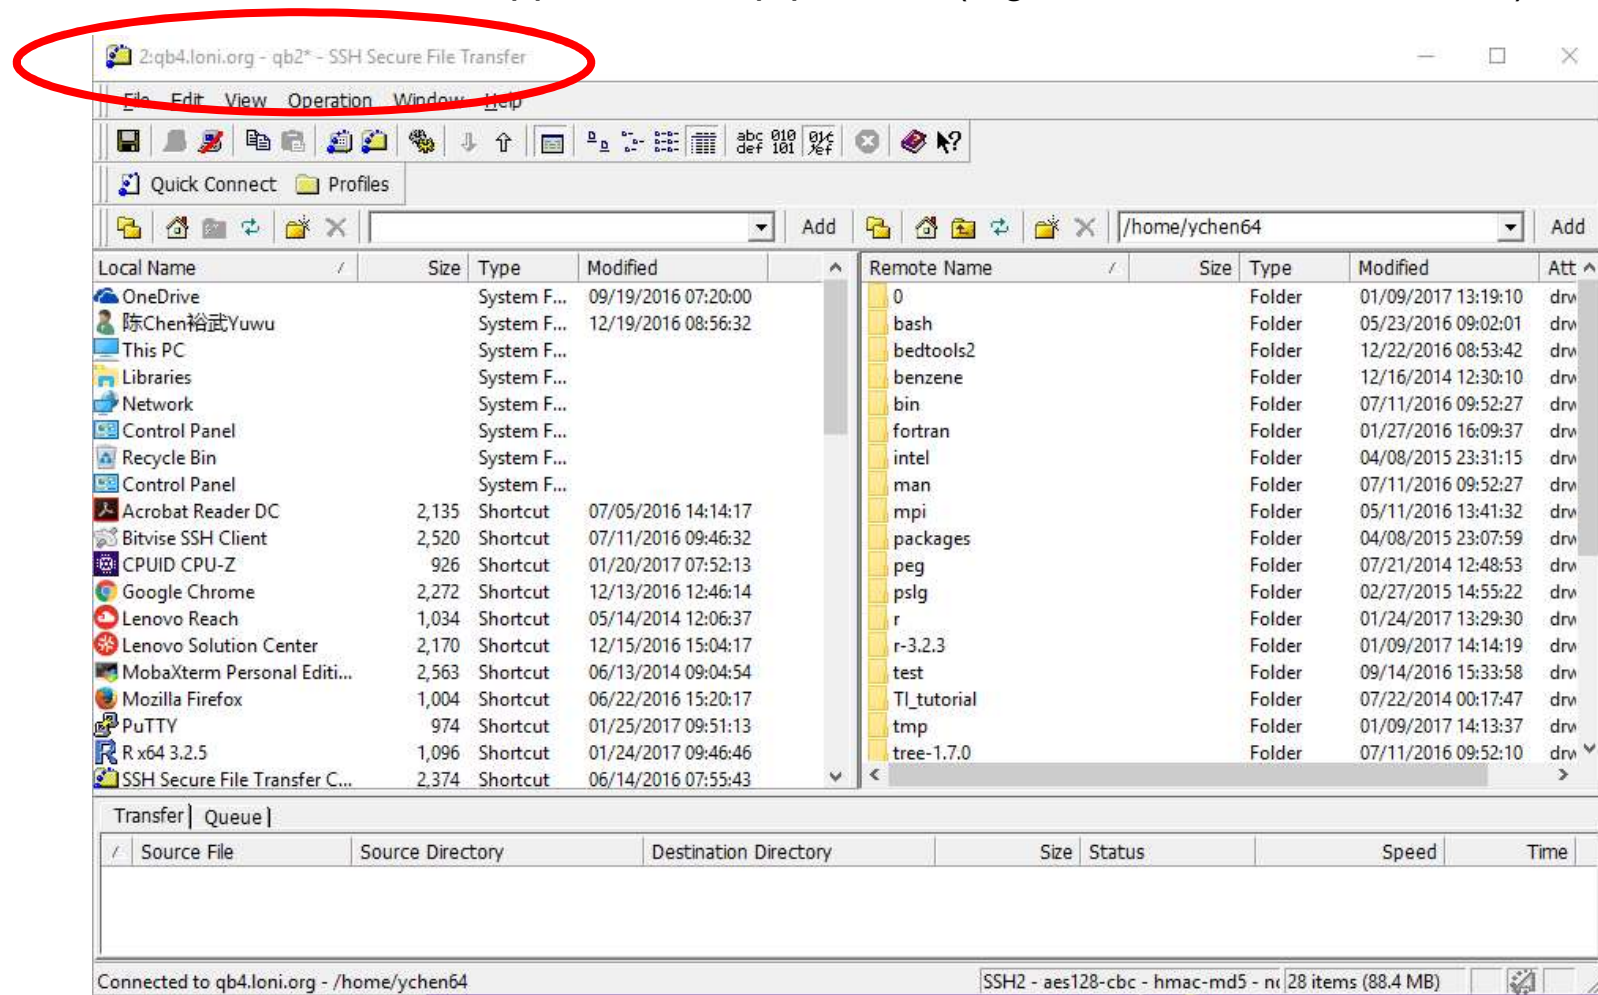 2:qb4.loni.org - qb2* - SSH Secure File Transfer
File Edit View Operation Window Help
abc 010
def 101
Quick Connect Profiles
Add /home/ychen64 Add
Local Name Size Type Modified Remote Name Size Type Modified Att
OneDrive System F... 09/19/2016 07:20:00 0 Folder 01/09/2017 13:19:10 drw
陈Chen裕武Yuwu System F... 12/19/2016 08:56:32 bash Folder 05/23/2016 09:02:01 drw
This PC System F... bedtools2 Folder 12/22/2016 08:53:42 drw
Libraries System F... benzene Folder 12/16/2014 12:30:10 drw
Network System F... bin Folder 07/11/2016 09:52:27 drw
Control Panel System F... fortran Folder 01/27/2016 16:09:37 drw
Recycle Bin System F... intel Folder 04/08/2015 23:31:15 drw
Control Panel System F... man Folder 07/11/2016 09:52:27 drw
Acrobat Reader DC 2,135 Shortcut 07/05/2016 14:14:17 mpi Folder 05/11/2016 13:41:32 drw
Bitvise SSH Client 2,520 Shortcut 07/11/2016 09:46:32 packages Folder 04/08/2015 23:07:59 drw
CPUID CPU-Z 926 Shortcut 01/20/2017 07:52:13 peg Folder 07/21/2014 12:48:53 drw
Google Chrome 2,272 Shortcut 12/13/2016 12:46:14 pslg Folder 02/27/2015 14:55:22 drw
Lenovo Reach 1,034 Shortcut 05/14/2014 12:06:37 r Folder 01/24/2017 13:29:30 drw
Lenovo Solution Center 2,170 Shortcut 12/15/2016 15:04:17 r-3.2.3 Folder 01/09/2017 14:14:19 drw
MobaXterm Personal Editi... 2,563 Shortcut 06/13/2014 09:04:54 test Folder 09/14/2016 15:33:58 drw
Mozilla Firefox 1,004 Shortcut 06/22/2016 15:20:17 TI_tutorial Folder 07/22/2014 00:17:47 drw
PuTTY 974 Shortcut 01/25/2017 09:51:13 tmp Folder 01/09/2017 14:13:37 drw
R x64 3.2.5 1,096 Shortcut 01/24/2017 09:46:46 tree-1.7.0 Folder 07/11/2016 09:52:10 drw
SSH Secure File Transfer C... 2,374 Shortcut 06/14/2016 07:55:43
Transfer Queue
Source File Source Directory Destination Directory Size Status Speed Time
Connected to qb4.loni.org - /home/ychen64 SSH2 - aes128-cbc - hmac-md5 - 28 items (88.4 MB)